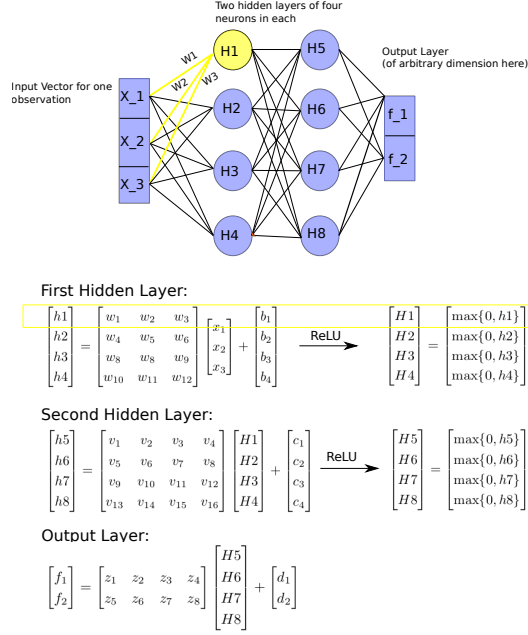 Two hidden layers of four
neurons in each
W1
W2
W3
H1
H5
Output Layer
(of arbitrary dimension here)
Input Vector for one
observation
X_1
H2
H6
f_1
X_2
H3
H7
f_2
X_3
H4
H8
First Hidden Layer:
[h1 h2 h3 h4] = [w₁ w₂ w₃; w₄ w₅ w₆; w₈ w₈ w₉; w₁₀ w₁₁ w₁₂] [x₁ x₂ x₃] + [b₁ b₂ b₃ b₄] ReLU [H1 H2 H3 H4] = [max{0, h1} max{0, h2} max{0, h3} max{0, h4}]
Second Hidden Layer:
[h5 h6 h7 h8] = [v₁ v₂ v₃ v₄; v₅ v₆ v₇ v₈; v₉ v₁₀ v₁₁ v₁₂; v₁₃ v₁₄ v₁₅ v₁₆] [H1 H2 H3 H4] + [c₁ c₂ c₃ c₄] ReLU [H5 H6 H7 H8] = [max{0, h5} max{0, h6} max{0, h7} max{0, h8}]
Output Layer:
[f₁ f₂] = [z₁ z₂ z₃ z₄; z₅ z₆ z₇ z₈] [H5 H6 H7 H8] + [d₁ d₂]